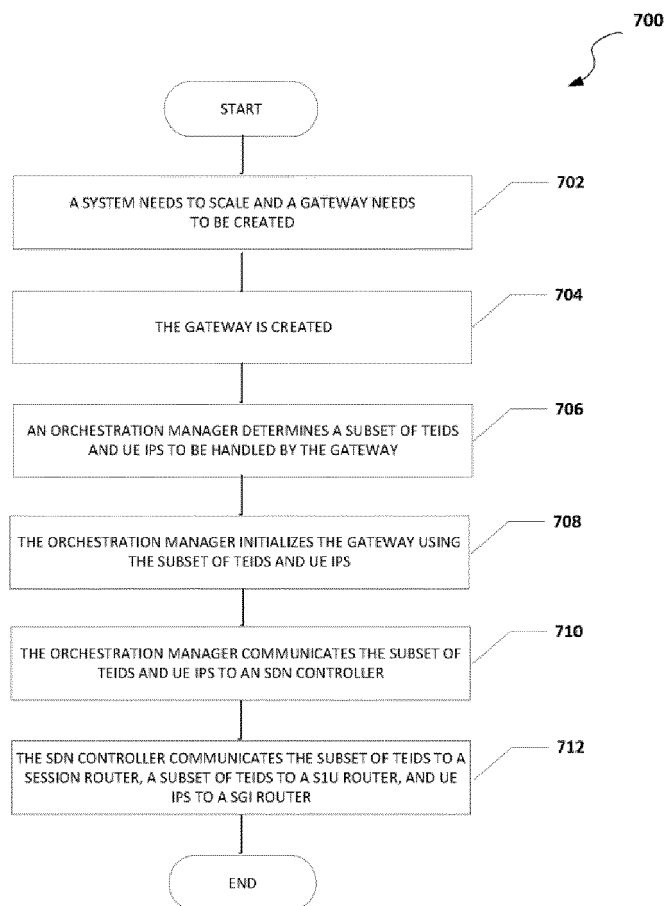 700
START
A SYSTEM NEEDS TO SCALE AND A GATEWAY NEEDS
TO BE CREATED
702
THE GATEWAY IS CREATED
704
AN ORCHESTRATION MANAGER DETERMINES A SUBSET OF TEIDS
AND UE IPS TO BE HANDLED BY THE GATEWAY
706
THE ORCHESTRATION MANAGER INITIALIZES THE GATEWAY USING
THE SUBSET OF TEIDS AND UE IPS
708
THE ORCHESTRATION MANAGER COMMUNICATES THE SUBSET OF
TEIDS AND UE IPS TO AN SDN CONTROLLER
710
THE SDN CONTROLLER COMMUNICATES THE SUBSET OF TEIDS TO A
SESSION ROUTER, A SUBSET OF TEIDS TO A S1U ROUTER, AND UE
IPS TO A SGI ROUTER
712
END